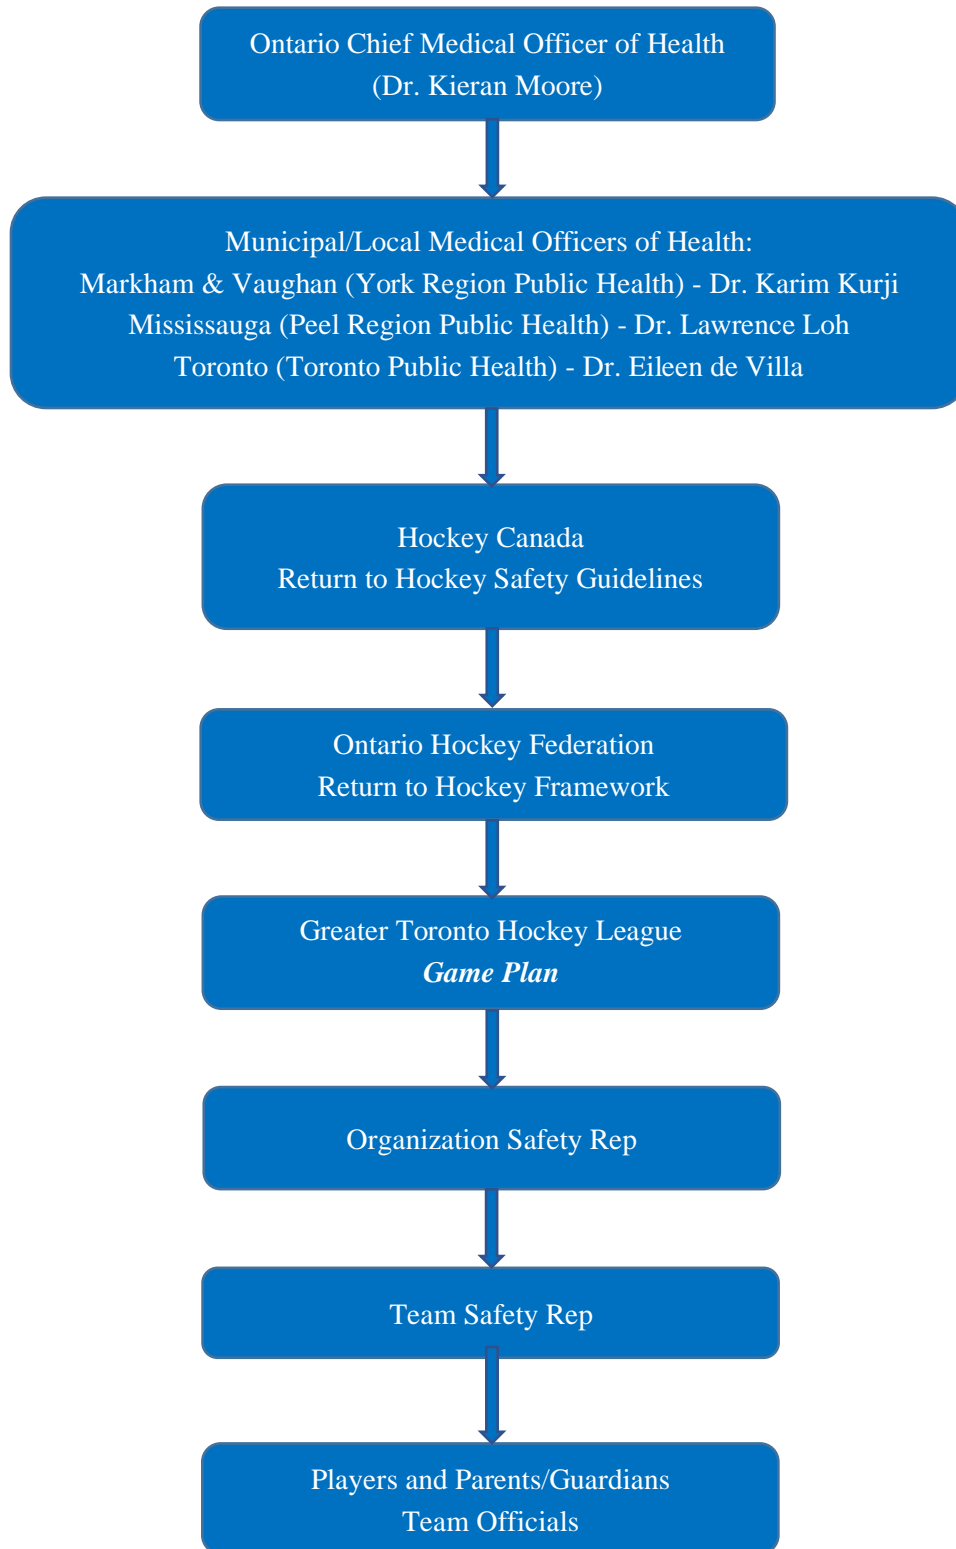 Ontario Chief Medical Officer of Health
(Dr. Kieran Moore)
Municipal/Local Medical Officers of Health:
Markham & Vaughan (York Region Public Health) - Dr. Karim Kurji
Mississauga (Peel Region Public Health) - Dr. Lawrence Loh
Toronto (Toronto Public Health) - Dr. Eileen de Villa
Hockey Canada
Return to Hockey Safety Guidelines
Ontario Hockey Federation
Return to Hockey Framework
Greater Toronto Hockey League
Game Plan
Organization Safety Rep
Team Safety Rep
Players and Parents/Guardians
Team Officials